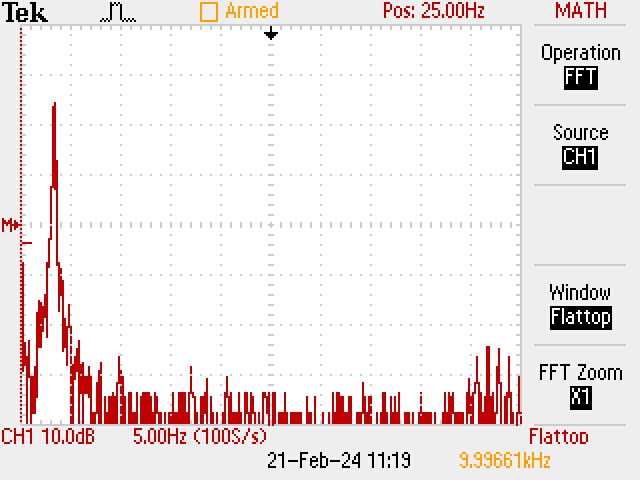 Tek Armed Pos: 25.00Hz MATH
Operation
FFT
Source
CH1
M
Window
Flattop
FFT Zoom
X1
CH1 10.0dB 5.00Hz (100S/s) Flattop
21-Feb-24 11:19 9.99661kHz